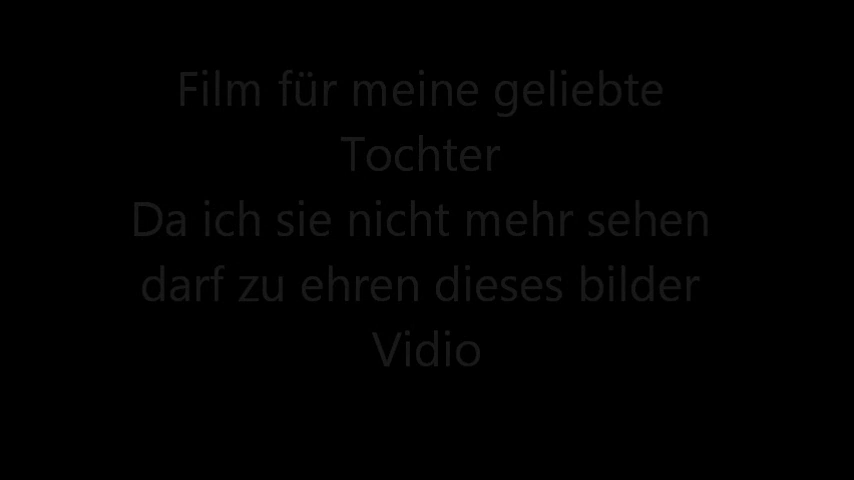 Film für meine geliebte
Tochter
Da ich sie nicht mehr sehen
darf zu ehren dieses bilder
Vidio